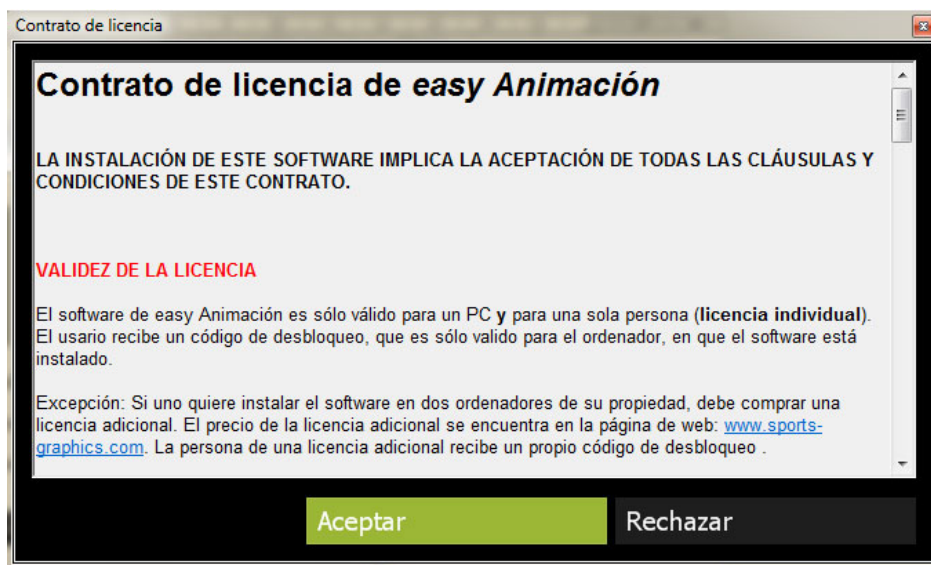 Contrato de licencia
Contrato de licencia de easy Animación
LA INSTALACIÓN DE ESTE SOFTWARE IMPLICA LA ACEPTACIÓN DE TODAS LAS CLÁUSULAS Y
CONDICIONES DE ESTE CONTRATO.
VALIDEZ DE LA LICENCIA
El software de easy Animación es sólo válido para un PC y para una sola persona (licencia individual).
El usario recibe un código de desbloqueo, que es sólo valido para el ordenador, en que el software está
instalado.
Excepción: Si uno quiere instalar el software en dos ordenadores de su propiedad, debe comprar una
licencia adicional. El precio de la licencia adicional se encuentra en la página de web: www.sports-
graphics.com. La persona de una licencia adicional recibe un propio código de desbloqueo .
Aceptar
Rechazar